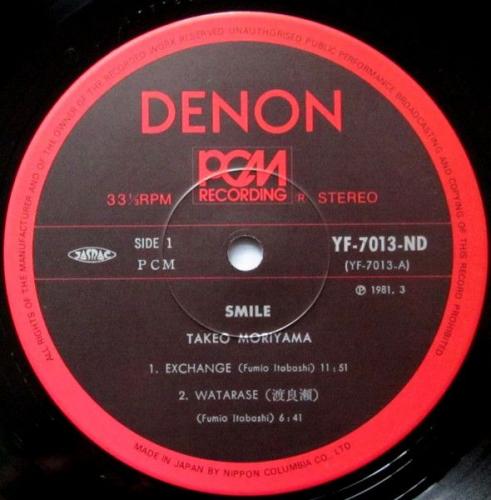 ALL RIGHTS OF THE MANUFACTURER AND OF THE OWNER OF THE RECORDED WORK RESERVED UNAUTHORISED PUBLIC PERFORMANCE BROADCASTING AND COPYING OF THIS RECORD PROHIBITED
DENON
PCM
RECORDING
33⅓RPM
R STEREO
JASRAC
SIDE 1
PCM
YF-7013-ND
(YF-7013-A)
℗ 1981. 3
SMILE
TAKEO MORIYAMA
1. EXCHANGE (Fumio Itabashi) 11:51
2. WATARASE (渡良瀬)
(Fumio Itabashi) 6:41
MADE IN JAPAN BY NIPPON COLUMBIA CO., LTD